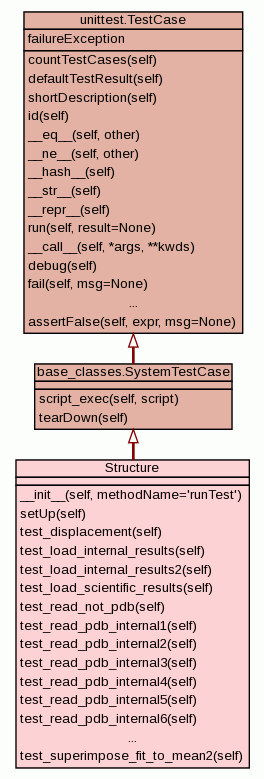 unittest.TestCase
failureException
countTestCases(self)
defaultTestResult(self)
shortDescription(self)
id(self)
__eq__(self, other)
__ne__(self, other)
__hash__(self)
__str__(self)
__repr__(self)
run(self, result=None)
__call__(self, *args, **kwds)
debug(self)
fail(self, msg=None)
...
assertFalse(self, expr, msg=None)
base_classes.SystemTestCase
script_exec(self, script)
tearDown(self)
Structure
__init__(self, methodName='runTest')
setUp(self)
test_displacement(self)
test_load_internal_results(self)
test_load_internal_results2(self)
test_load_scientific_results(self)
test_read_not_pdb(self)
test_read_pdb_internal1(self)
test_read_pdb_internal2(self)
test_read_pdb_internal3(self)
test_read_pdb_internal4(self)
test_read_pdb_internal5(self)
test_read_pdb_internal6(self)
...
test_superimpose_fit_to_mean2(self)